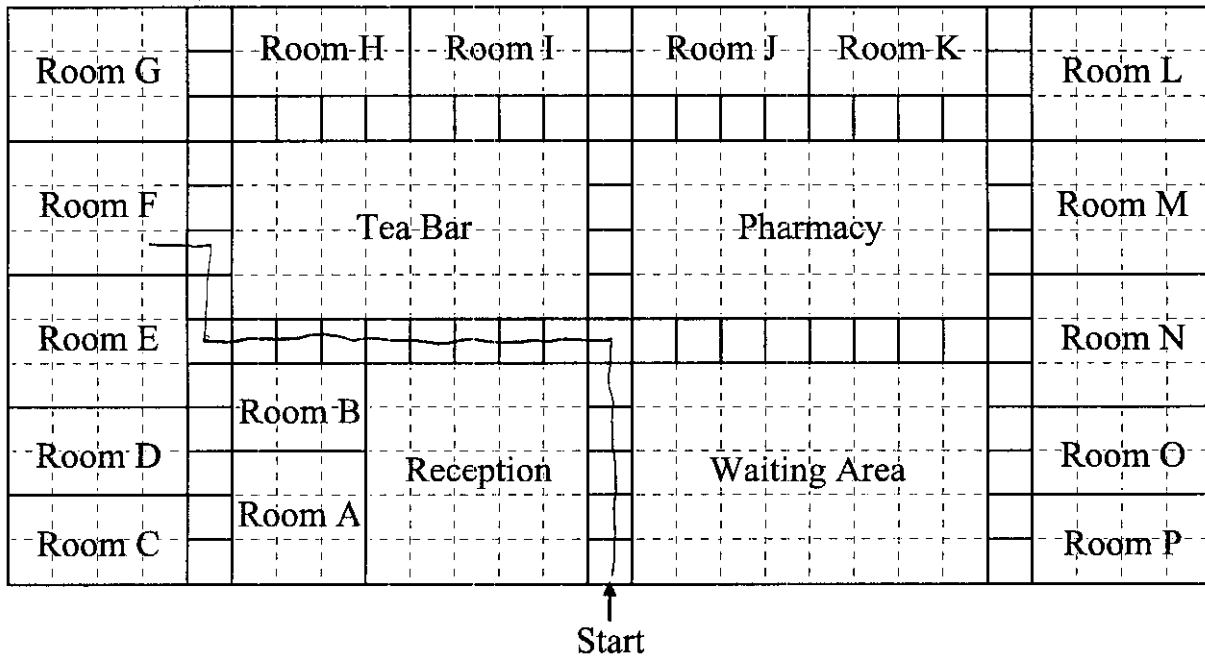 Room H Room I Room J Room K
Room G Room L
Room F Room M
Tea Bar Pharmacy
Room E Room N
Room B
Room D Reception Waiting Area Room O
Room A
Room C Room P
Start